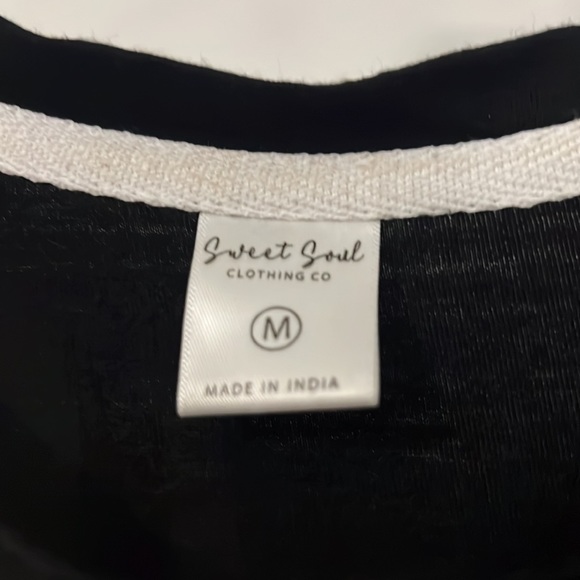 Sweet Soul
CLOTHING CO
M
MADE IN INDIA